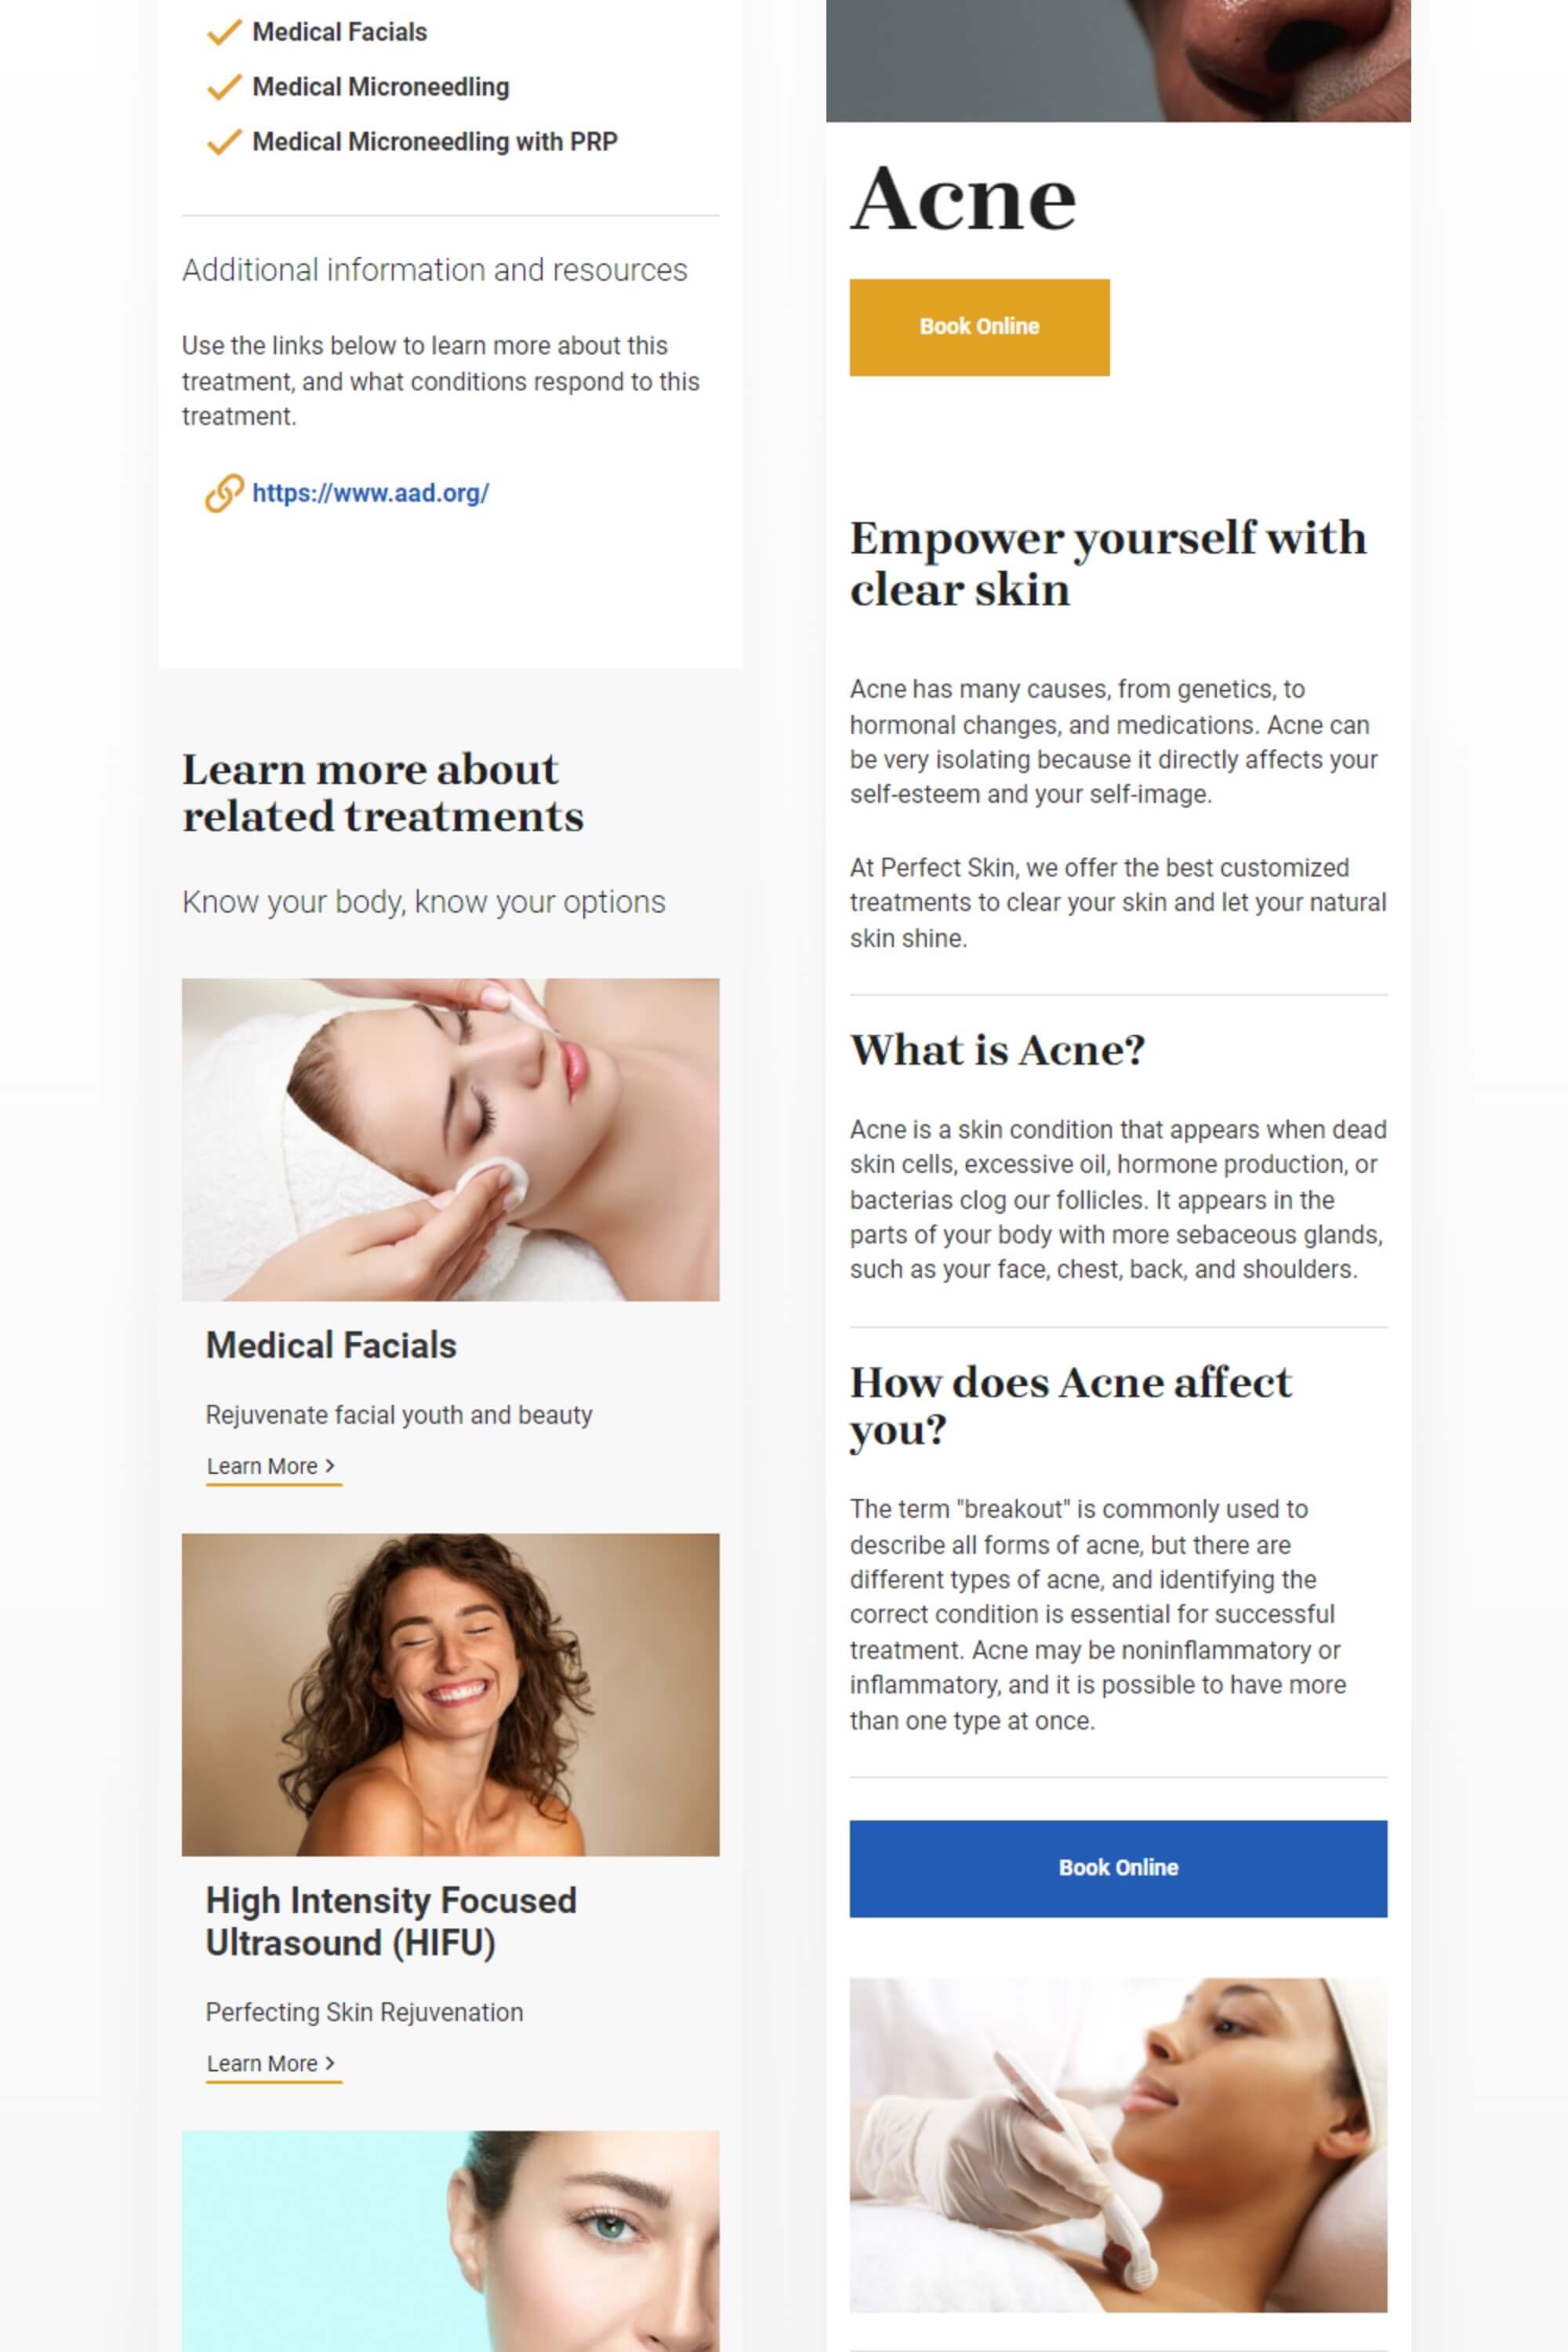 Medical Facials
Medical Microneedling
Medical Microneedling with PRP
Additional information and resources
Use the links below to learn more about this
treatment, and what conditions respond to this
treatment.
https://www.aad.org/
Learn more about
related treatments
Know your body, know your options
Medical Facials
Rejuvenate facial youth and beauty
Learn More >
High Intensity Focused
Ultrasound (HIFU)
Perfecting Skin Rejuvenation
Learn More >
Acne
Book Online
Empower yourself with
clear skin
Acne has many causes, from genetics, to
hormonal changes, and medications. Acne can
be very isolating because it directly affects your
self-esteem and your self-image.
At Perfect Skin, we offer the best customized
treatments to clear your skin and let your natural
skin shine.
What is Acne?
Acne is a skin condition that appears when dead
skin cells, excessive oil, hormone production, or
bacterias clog our follicles. It appears in the
parts of your body with more sebaceous glands,
such as your face, chest, back, and shoulders.
How does Acne affect
you?
The term "breakout" is commonly used to
describe all forms of acne, but there are
different types of acne, and identifying the
correct condition is essential for successful
treatment. Acne may be noninflammatory or
inflammatory, and it is possible to have more
than one type at once.
Book Online